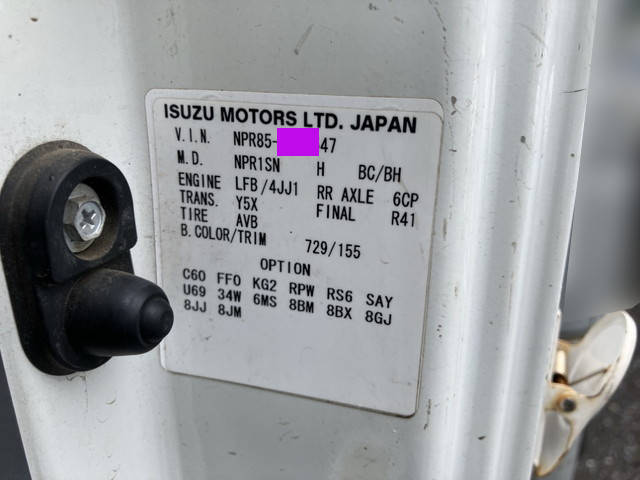 ISUZU MOTORS LTD. JAPAN
V.I.N. NPR85- 47
M.D. NPR1SN H BC/BH
ENGINE LFB/4JJ1 RR AXLE 6CP
TRANS. Y5X FINAL R41
TIRE AVB
B.COLOR/TRIM 729/155
OPTION
C60 FF0 KG2 RPW RS6 SAY
U69 34W 6MS 8BM 8BX 8GJ
8JJ 8JM